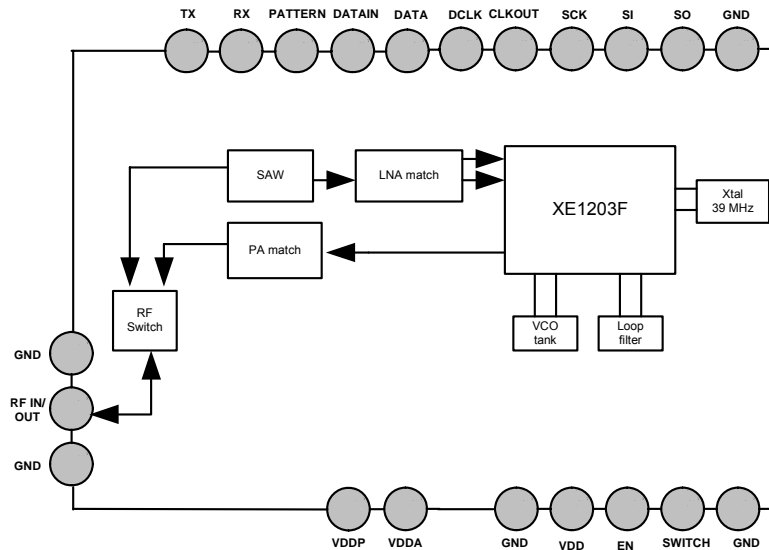 TX RX PATTERN DATAIN DATA DCLK CLKOUT SCK SI SO GND
SAW
LNA match
XE1203F
Xtal
39 MHz
PA match
RF
Switch
VCO
tank
Loop
filter
GND
RF IN/
OUT
GND
VDDP VDDA GND VDD EN SWITCH GND